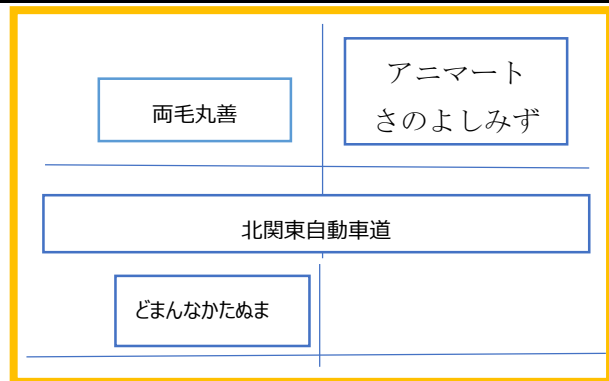 両毛丸善
アニマート
さのよしみず
北関東自動車道
どまんなかたぬま